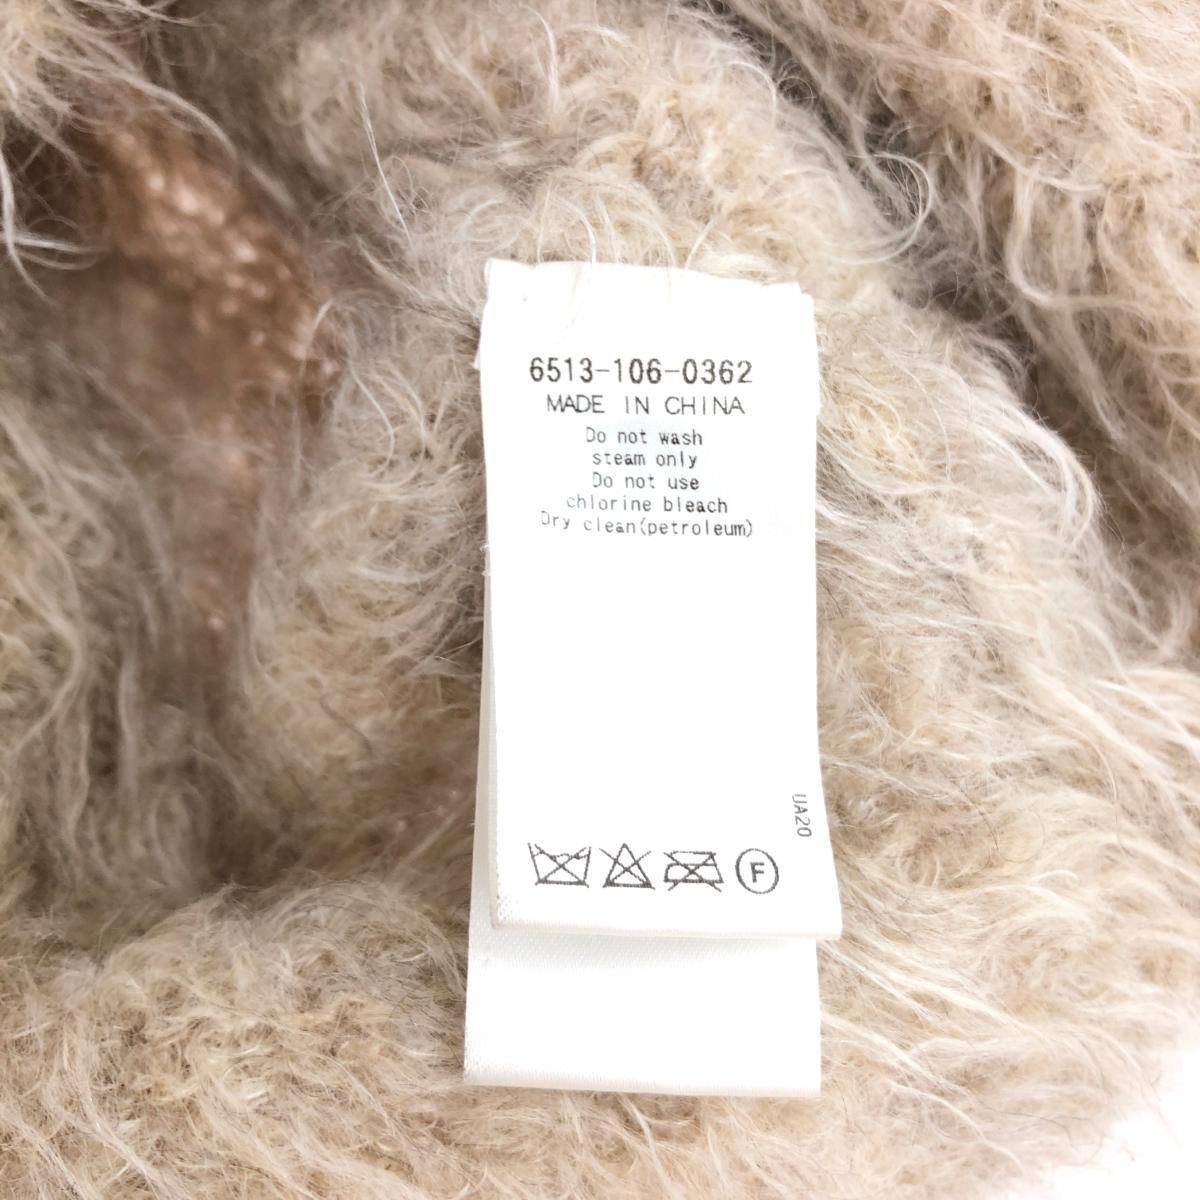 6513-106-0362
MADE IN CHINA
Do not wash
steam only
Do not use
chlorine bleach
Dry clean(petroleum)
UA20
F